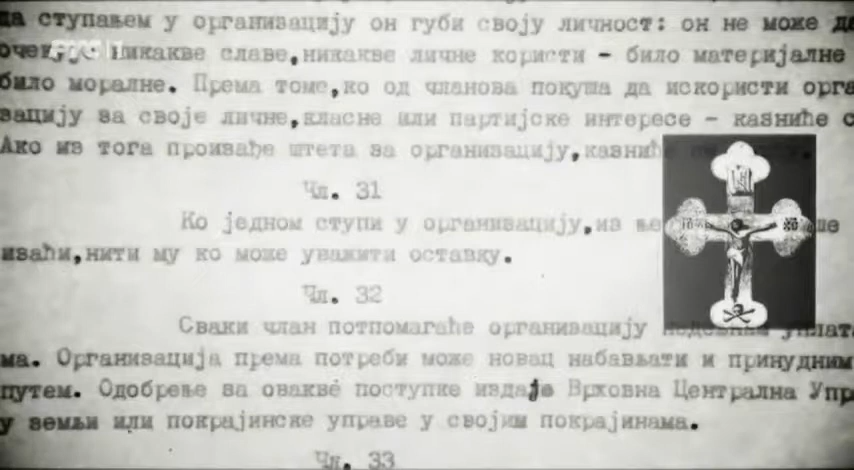 да ступањем у организацију он губи своју личност: он не може да
никакве славе,никакве личне користи - било материјалне
било моралне. Према томе,ко од чланова покуша да искористи орга
зацију за своје личне,класне или партијске интересе - казниће с
Ако из тога произађе штета за организацију,казниће
Чл. 31
Ко једном ступи у организацију,из
изаћи,нити му ко може уважити оставку.
Чл. 32
Сваки члан потпомагаће организацију
ма. Организација према потреби може новац набављати и принудним
путем. Одобрење за овакве поступке издаје Врховна Централна Упр
у земљи или покрајинске управе у својим покрајинама.
Чл. 33